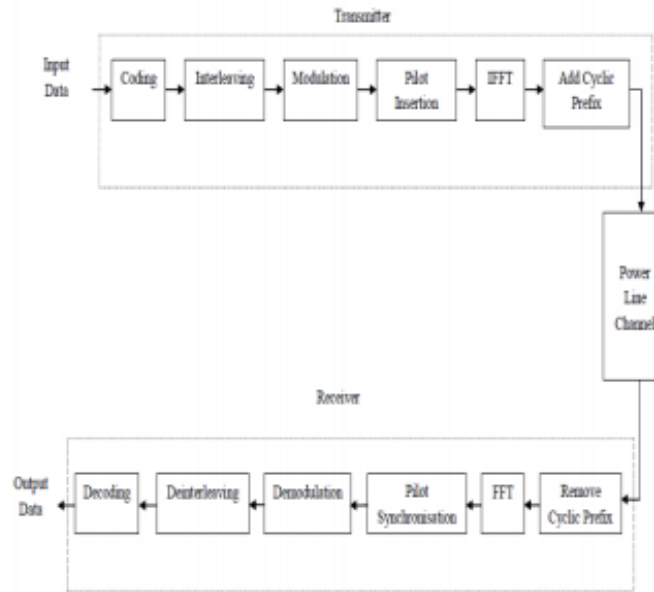 Transmitter
Input
Data
Coding
Interleaving
Modulation
Pilot
Insertion
IFFT
Add Cyclic
Prefix
Power
Line
Channel
Receiver
Output
Data
Decoding
Deinterleaving
Demodulation
Pilot
Synchronisation
FFT
Remove
Cyclic Prefix